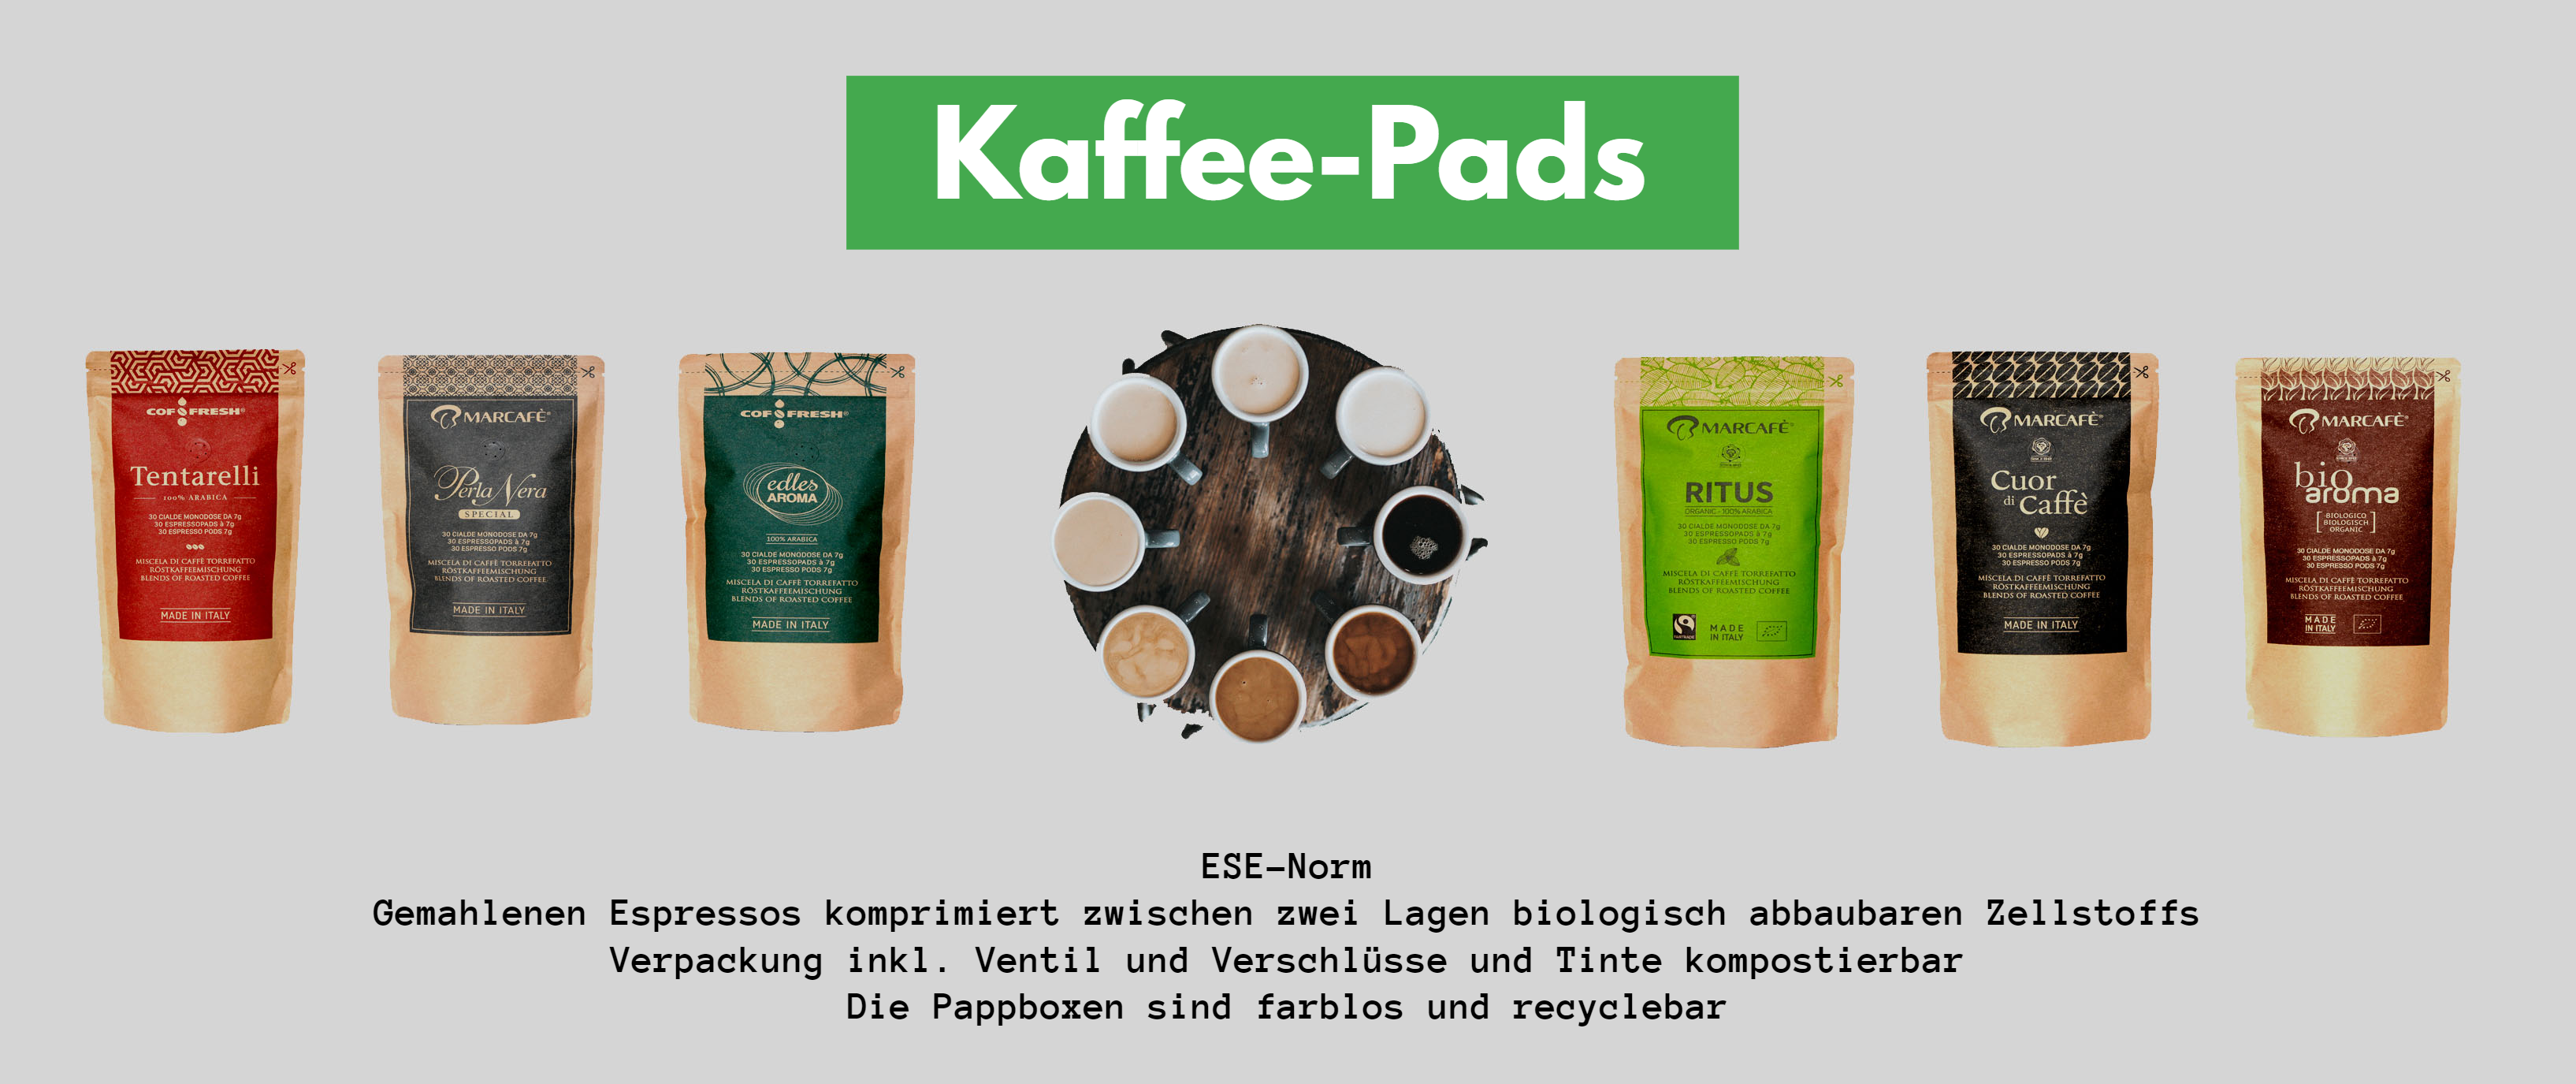 Kaffee-Pads
COFFRESH®
Tentarelli
100% ARABICA
30 CIALDE MONODOSE DA 7g
30 ESPRESSOPADS à 7g
30 ESPRESSO PODS 7g
MISCELA DI CAFFÈ TORREFATTO
RÖSTKAFFEEMISCHUNG
BLENDS OF ROASTED COFFEE
MADE IN ITALY
MARCAFÈ®
Perla Nera
SPECIAL
30 CIALDE MONODOSE DA 7g
30 ESPRESSOPADS à 7g
30 ESPRESSO PODS 7g
MISCELA DI CAFFÈ TORREFATTO
RÖSTKAFFEEMISCHUNG
BLENDS OF ROASTED COFFEE
MADE IN ITALY
COFFRESH®
edles
AROMA
100% ARABICA
30 CIALDE MONODOSE DA 7g
30 ESPRESSOPADS à 7g
30 ESPRESSO PODS 7g
MISCELA DI CAFFÈ TORREFATTO
RÖSTKAFFEEMISCHUNG
BLENDS OF ROASTED COFFEE
MADE IN ITALY
MARCAFÈ®
RITUS
ORGANIC - 100% ARABICA
30 CIALDE MONODOSE DA 7g
30 ESPRESSOPADS à 7g
30 ESPRESSO PODS 7g
MISCELA DI CAFFÈ TORREFATTO
RÖSTKAFFEEMISCHUNG
BLENDS OF ROASTED COFFEE
MADE
IN ITALY
MARCAFÈ®
Cuor
di Caffè
30 CIALDE MONODOSE DA 7g
30 ESPRESSOPADS à 7g
30 ESPRESSO PODS 7g
MISCELA DI CAFFÈ TORREFATTO
RÖSTKAFFEEMISCHUNG
BLENDS OF ROASTED COFFEE
MADE IN ITALY
MARCAFÈ®
bio
aroma
BIOLOGICO
BIOLOGISCH
ORGANIC
30 CIALDE MONODOSE DA 7g
30 ESPRESSOPADS à 7g
30 ESPRESSO PODS 7g
MISCELA DI CAFFÈ TORREFATTO
RÖSTKAFFEEMISCHUNG
BLENDS OF ROASTED COFFEE
MADE
IN ITALY
ESE-Norm
Gemahlenen Espressos komprimiert zwischen zwei Lagen biologisch abbaubaren Zellstoffs
Verpackung inkl. Ventil und Verschlüsse und Tinte kompostierbar
Die Pappboxen sind farblos und recyclebar